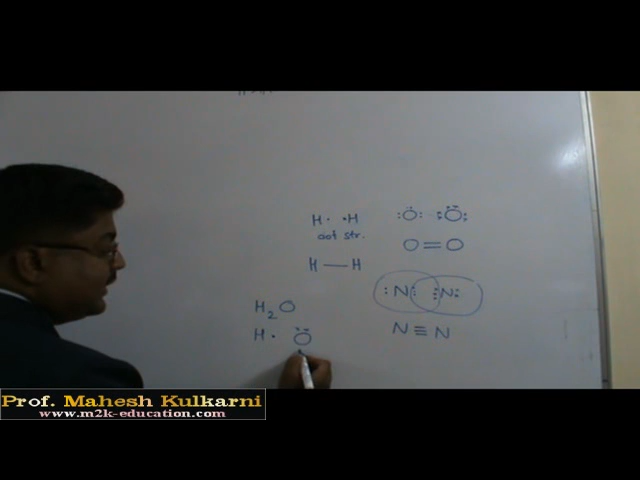 H· ·H
dot str.
H — H
:Ö: :Ö:
O = O
:N: :N:
N ≡ N
H₂O
H· O
Prof. Mahesh Kulkarni
www.m2k-education.com